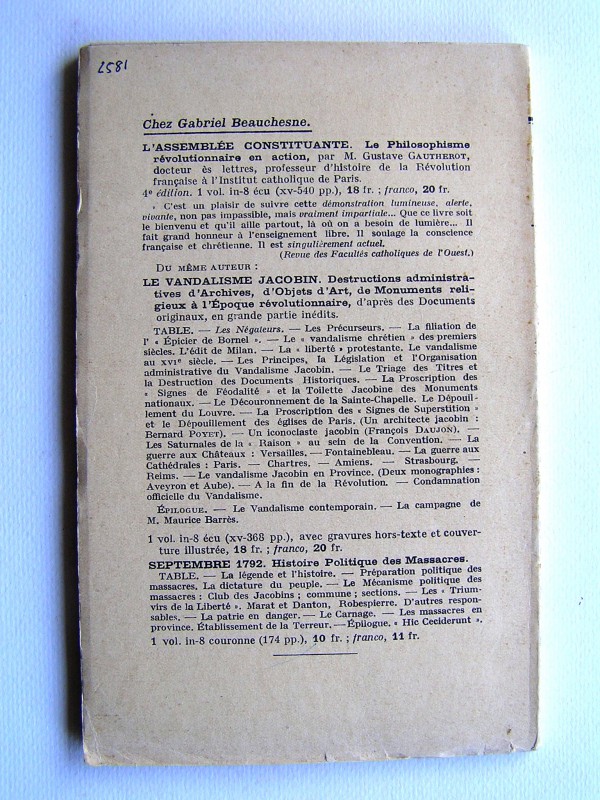 2581
Chez Gabriel Beauchesne.
L'ASSEMBLÉE CONSTITUANTE. Le Philosophisme
révolutionnaire en action, par M. Gustave GAUTHEROT,
docteur ès lettres, professeur d'histoire de la Révolution
française à l'Institut catholique de Paris.
4e édition. 1 vol. in-8 écu (XV-540 pp.), 18 fr. ; franco, 20 fr.
« C'est un plaisir de suivre cette démonstration lumineuse, alerte,
vivante, non pas impassible, mais vraiment impartiale... Que ce livre soit
le bienvenu et qu'il aille partout, là où on a besoin de lumière... Il
fait grand honneur à l'enseignement libre. Il soulage la conscience
française et chrétienne. Il est singulièrement actuel.
(Revue des Facultés catholiques de l'Ouest.)
DU MÊME AUTEUR :
LE VANDALISME JACOBIN. Destructions administra-
tives d'Archives, d'Objets d'Art, de Monuments reli-
gieux à l'Époque révolutionnaire, d'après des Documents
originaux, en grande partie inédits.
TABLE. — Les Négateurs. — Les Précurseurs. — La filiation de
l' « Épicier de Bornel ». — Le « vandalisme chrétien » des premiers
siècles. L'édit de Milan. — La « liberté » protestante. Le vandalisme
au XVIe siècle. — Les Principes, la Législation et l'Organisation
administrative du Vandalisme Jacobin. — Le Triage des Titres et
la Destruction des Documents Historiques. — La Proscription des
« Signes de Féodalité » et la Toilette Jacobine des Monuments
nationaux. — Le Découronnement de la Sainte-Chapelle. Le Dépouil-
lement du Louvre. — La Proscription des « Signes de Superstition »
et le Dépouillement des églises de Paris. (Un architecte jacobin :
Bernard POYET). — Un iconoclaste jacobin (François DAUJON). —
Les Saturnales de la « Raison » au sein de la Convention. — La
guerre aux Châteaux : Versailles, — Fontainebleau. — La guerre aux
Cathédrales : Paris. — Chartres. — Amiens. — Strasbourg. —
Reims. — Le vandalisme Jacobin en Province. (Deux monographies :
Aveyron et Aube). — A la fin de la Révolution. — Condamnation
officielle du Vandalisme.
ÉPILOGUE. — Le Vandalisme contemporain. — La campagne de
M. Maurice Barrès.
1 vol. in-8 écu (XV-368 pp.), avec gravures hors-texte et couver-
ture illustrée, 18 fr. ; franco, 20 fr.
SEPTEMBRE 1792. Histoire Politique des Massacres.
TABLE. — La légende et l'histoire. — Préparation politique des
massacres. La dictature du peuple. — Le Mécanisme politique des
massacres : Club des Jacobins ; commune ; sections. — Les « Trium-
virs de la Liberté ». Marat et Danton, Robespierre. D'autres respon-
sables. — La patrie en danger. — Le Carnage. — Les massacres en
province. Établissement de la Terreur. — Épilogue. « Hic Ceciderunt ».
1 vol. in-8 couronne (174 pp.), 10 fr. ; franco, 11 fr.